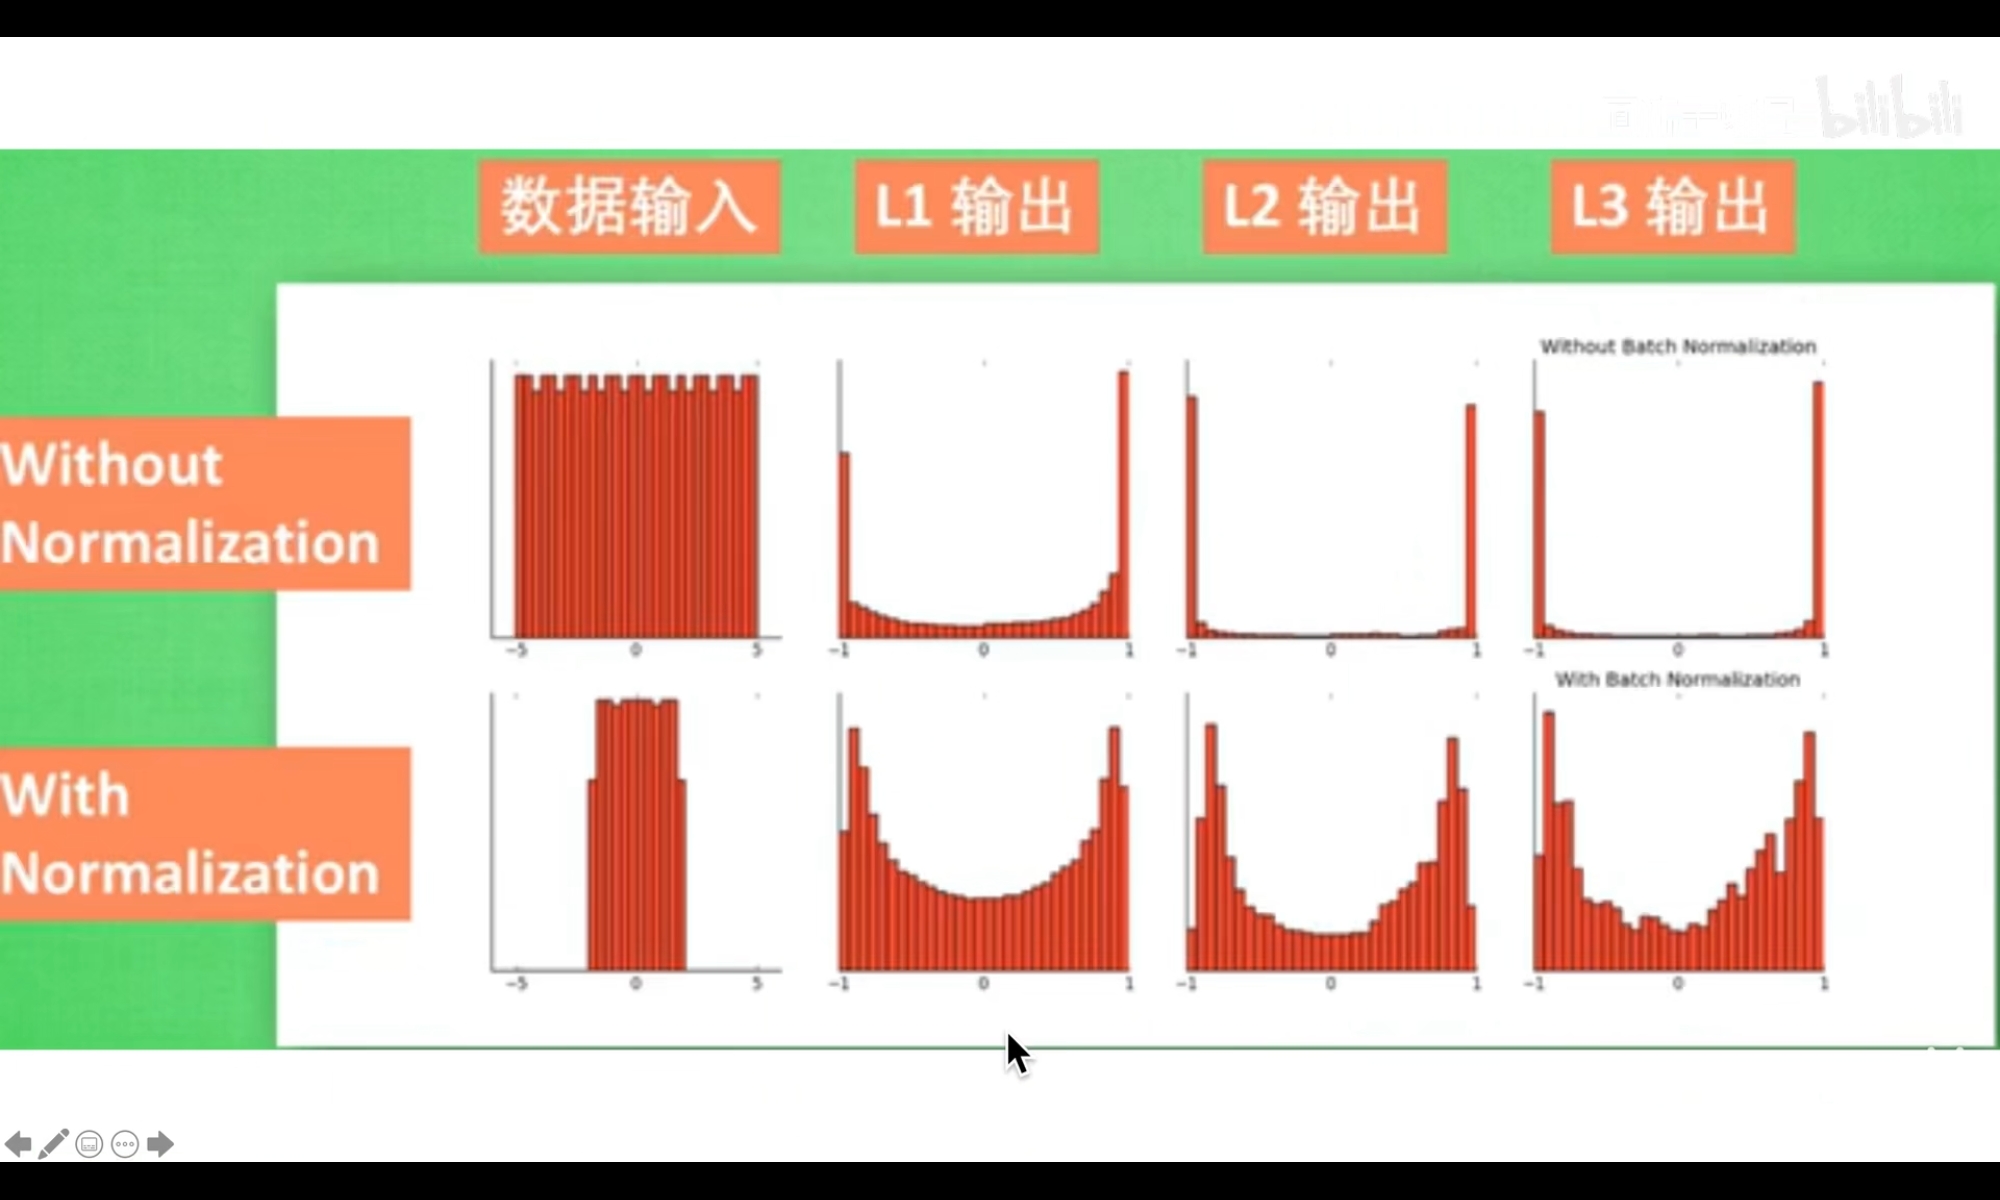 bilibili
数据输入
L1 输出
L2 输出
L3 输出
Without Batch Normalization
Without
Normalization
-5 0 5
-1 0 1
-1 0 1
-1 0 1
With Batch Normalization
With
Normalization
-5 0 5
-1 0 1
-1 0 1
-1 0 1